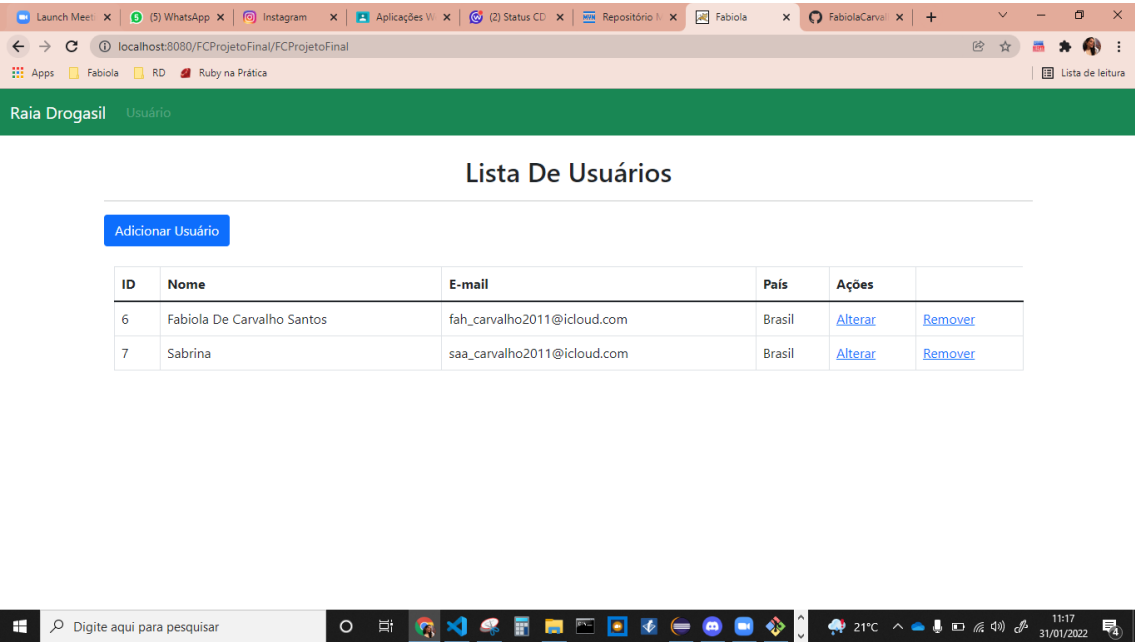 Launch Meeti (5) WhatsApp Instagram Aplicações W (2) Status CD Repositório M Fabiola FabiolaCarval
localhost:8080/FCProjetoFinal/FCProjetoFinal
Apps Fabiola RD Ruby na Prática Lista de leitura
Raia Drogasil Usuário
Lista De Usuários
Adicionar Usuário
ID Nome E-mail País Ações
6 Fabiola De Carvalho Santos fah_carvalho2011@icloud.com Brasil Alterar Remover
7 Sabrina saa_carvalho2011@icloud.com Brasil Alterar Remover
Digite aqui para pesquisar 21°C 11:17
31/01/2022 4